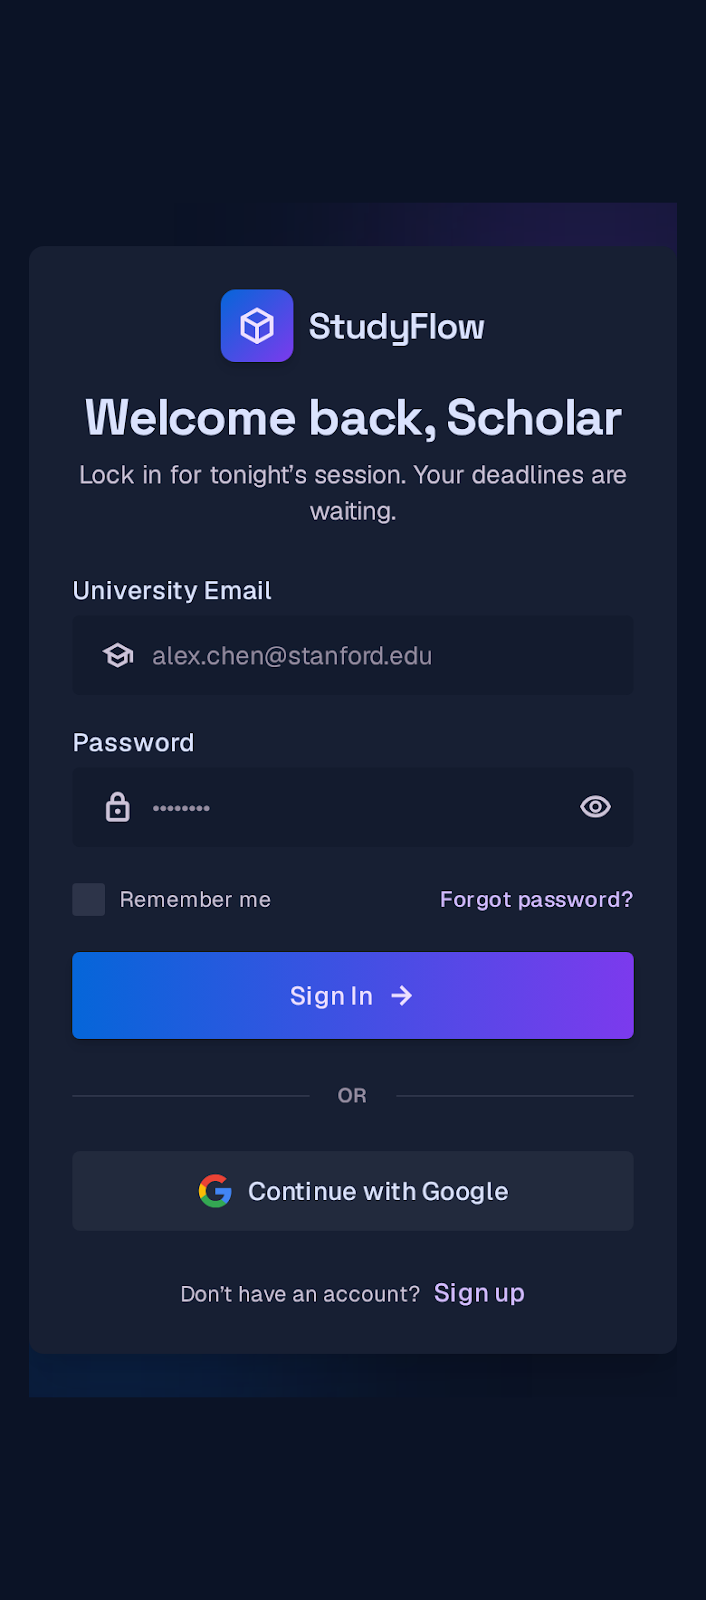 StudyFlow
Welcome back, Scholar
Lock in for tonight’s session. Your deadlines are
waiting.
University Email
alex.chen@stanford.edu
Password
••••••••
Remember me
Forgot password?
Sign In →
OR
Continue with Google
Don’t have an account? Sign up